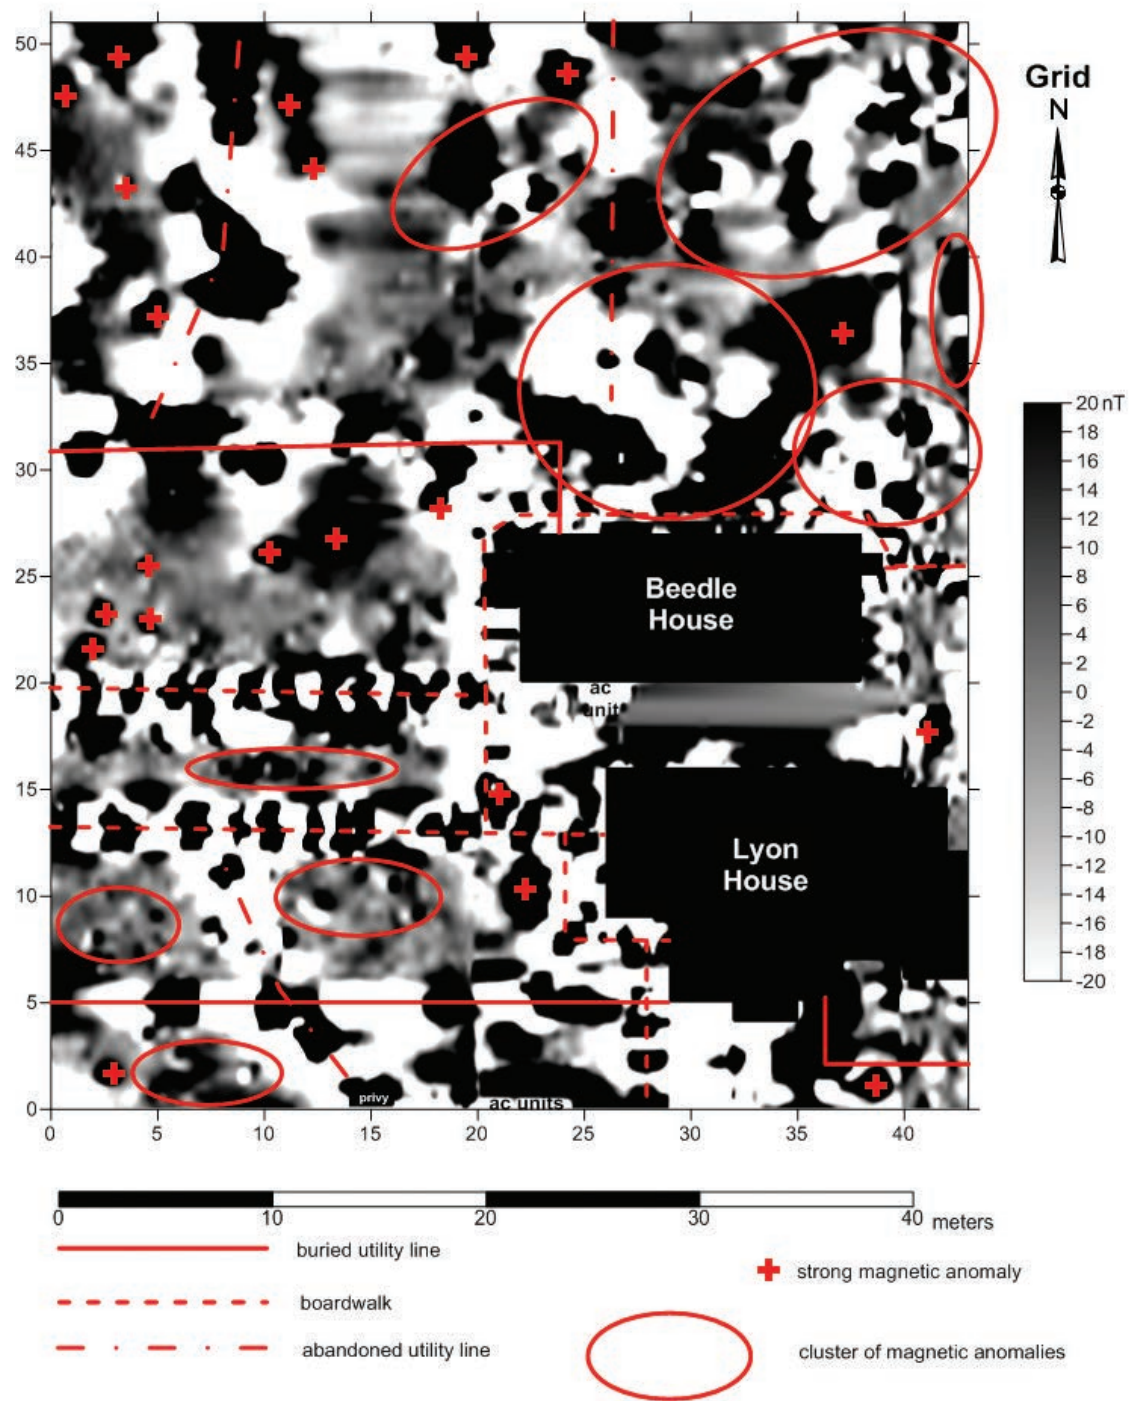 Grid
N
50
45
40
35
30
25
20
15
10
5
0
0
5
10
15
20
25
30
35
40
Beedle
House
ac
unit
Lyon
House
privy
ac units
20 nT
18
16
14
12
10
8
6
4
2
0
-2
-4
-6
-8
-10
-12
-14
-16
-18
-20
0
10
20
30
40
meters
buried utility line
boardwalk
abandoned utility line
strong magnetic anomaly
cluster of magnetic anomalies